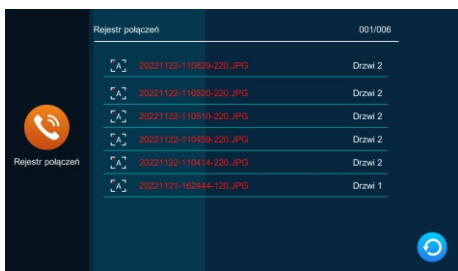 Rejestr połączeń 001/006
[A] 20221122-110829-220.JPG Drzwi 2
[A] 20221122-110820-220.JPG Drzwi 2
[A] 20221122-110510-220.JPG Drzwi 2
[A] 20221122-110459-220.JPG Drzwi 2
[A] 20221122-110414-220.JPG Drzwi 2
[A] 20221121-162444-120.JPG Drzwi 1
Rejestr połączeń